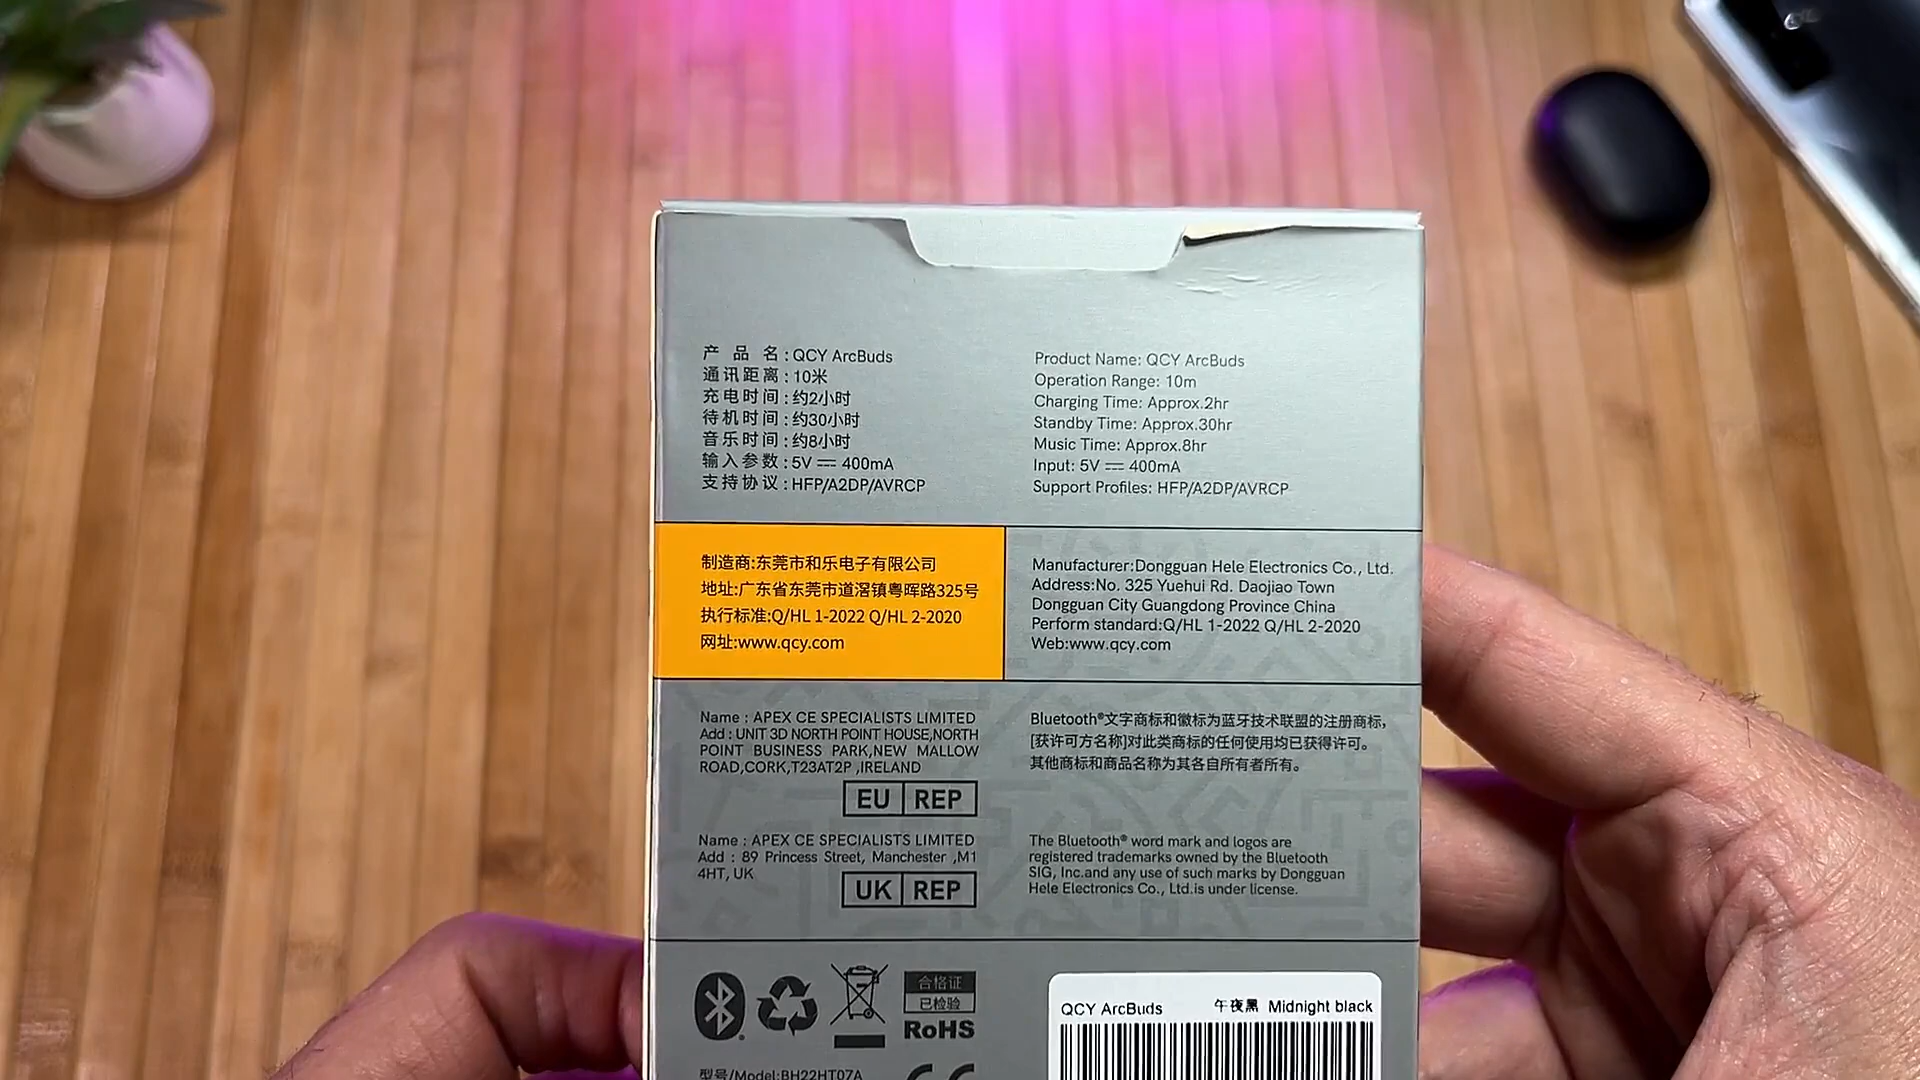 产品名:QCY ArcBuds
通讯距离:10米
充电时间:约2小时
待机时间:约30小时
音乐时间:约8小时
输入参数:5V ⎓ 400mA
支持协议:HFP/A2DP/AVRCP
Product Name: QCY ArcBuds
Operation Range: 10m
Charging Time: Approx.2hr
Standby Time: Approx.30hr
Music Time: Approx.8hr
Input: 5V ⎓ 400mA
Support Profiles: HFP/A2DP/AVRCP
制造商:东莞市和乐电子有限公司
地址:广东省东莞市道滘镇粤晖路325号
执行标准:Q/HL 1-2022 Q/HL 2-2020
网址:www.qcy.com
Manufacturer:Dongguan Hele Electronics Co., Ltd.
Address:No. 325 Yuehui Rd. Daojiao Town
Dongguan City Guangdong Province China
Perform standard:Q/HL 1-2022 Q/HL 2-2020
Web:www.qcy.com
Name : APEX CE SPECIALISTS LIMITED
Add : UNIT 3D NORTH POINT HOUSE,NORTH
POINT BUSINESS PARK,NEW MALLOW
ROAD,CORK,T23AT2P ,IRELAND
EU REP
Name : APEX CE SPECIALISTS LIMITED
Add : 89 Princess Street, Manchester ,M1
4HT, UK
UK REP
Bluetooth®文字商标和徽标为蓝牙技术联盟的注册商标,
[获许可方名称]对此类商标的任何使用均已获得许可。
其他商标和商品名称为其各自所有者所有。
The Bluetooth® word mark and logos are
registered trademarks owned by the Bluetooth
SIG, Inc.and any use of such marks by Dongguan
Hele Electronics Co., Ltd.is under license.
合格证
已检验
RoHS
型号/Model:BH22HT07A
CE
QCY ArcBuds 午夜黑 Midnight black